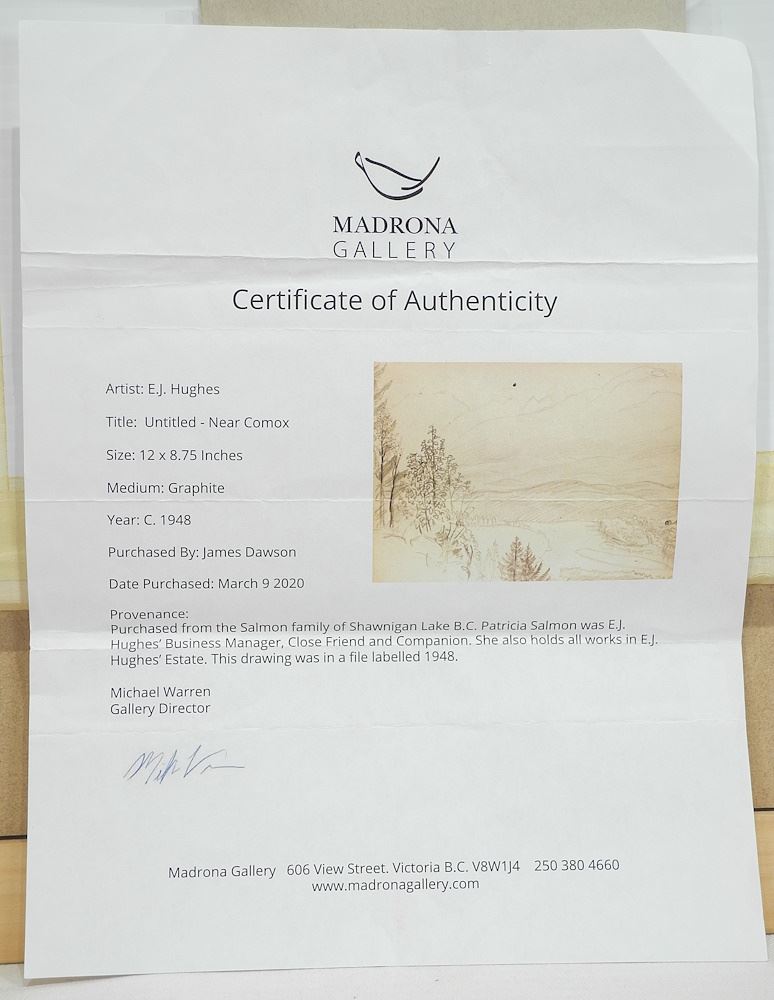 MADRONA
GALLERY
Certificate of Authenticity
Artist: E.J. Hughes
Title: Untitled - Near Comox
Size: 12 x 8.75 Inches
Medium: Graphite
Year: C. 1948
Purchased By: James Dawson
Date Purchased: March 9 2020
Provenance:
Purchased from the Salmon family of Shawnigan Lake B.C. Patricia Salmon was E.J.
Hughes’ Business Manager, Close Friend and Companion. She also holds all works in E.J.
Hughes’ Estate. This drawing was in a file labelled 1948.
Michael Warren
Gallery Director
Madrona Gallery 606 View Street. Victoria B.C. V8W1J4 250 380 4660
www.madronagallery.com